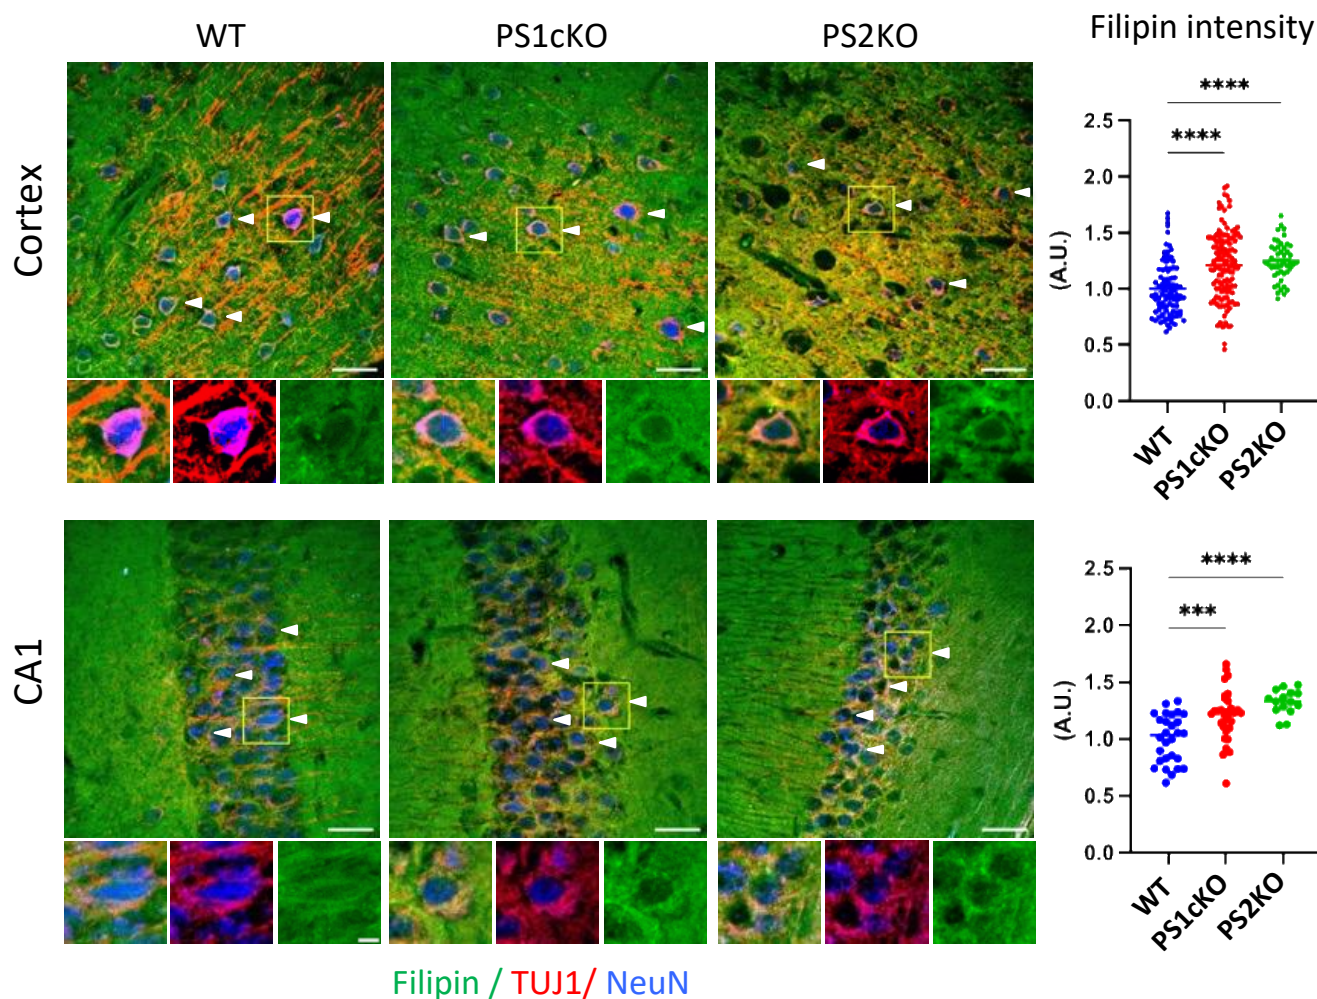 WT PS1cKO PS2KO Filipin intensity
Cortex
****
****
2.5
2.0
1.5
1.0
0.5
0.0
(A.U.)
WT PS1cKO PS2KO
CA1
****
***
2.5
2.0
1.5
1.0
0.5
0.0
(A.U.)
WT PS1cKO PS2KO
Filipin / TUJ1/ NeuN